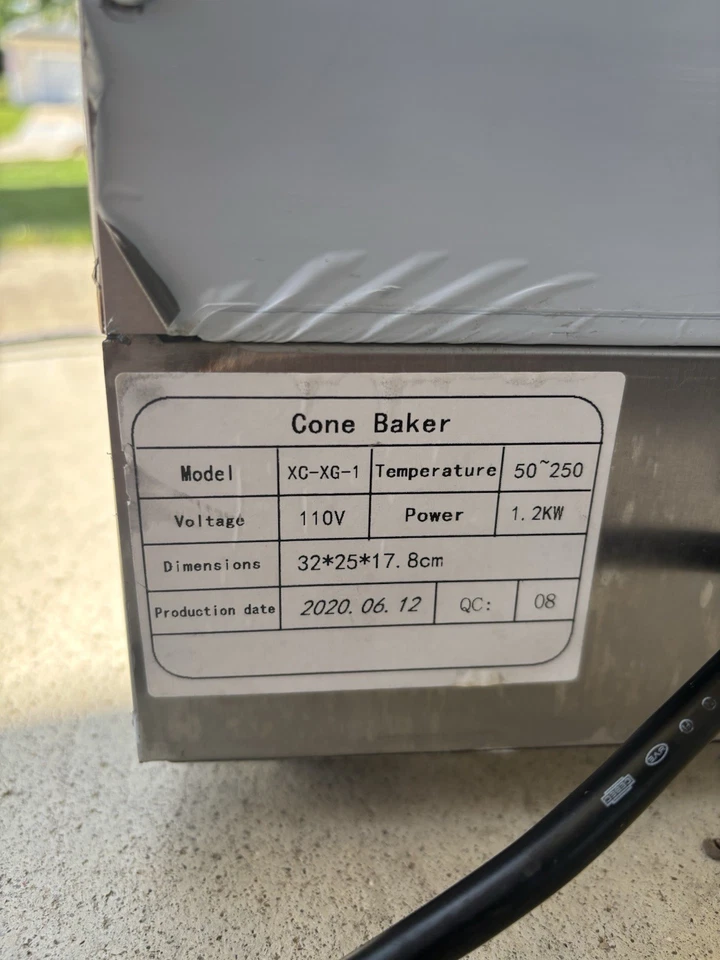 Cone Baker
Model XC-XG-1 Temperature 50~250
Voltage 110V Power 1.2KW
Dimensions 32*25*17.8cm
Production date 2020.06.12 QC: 08